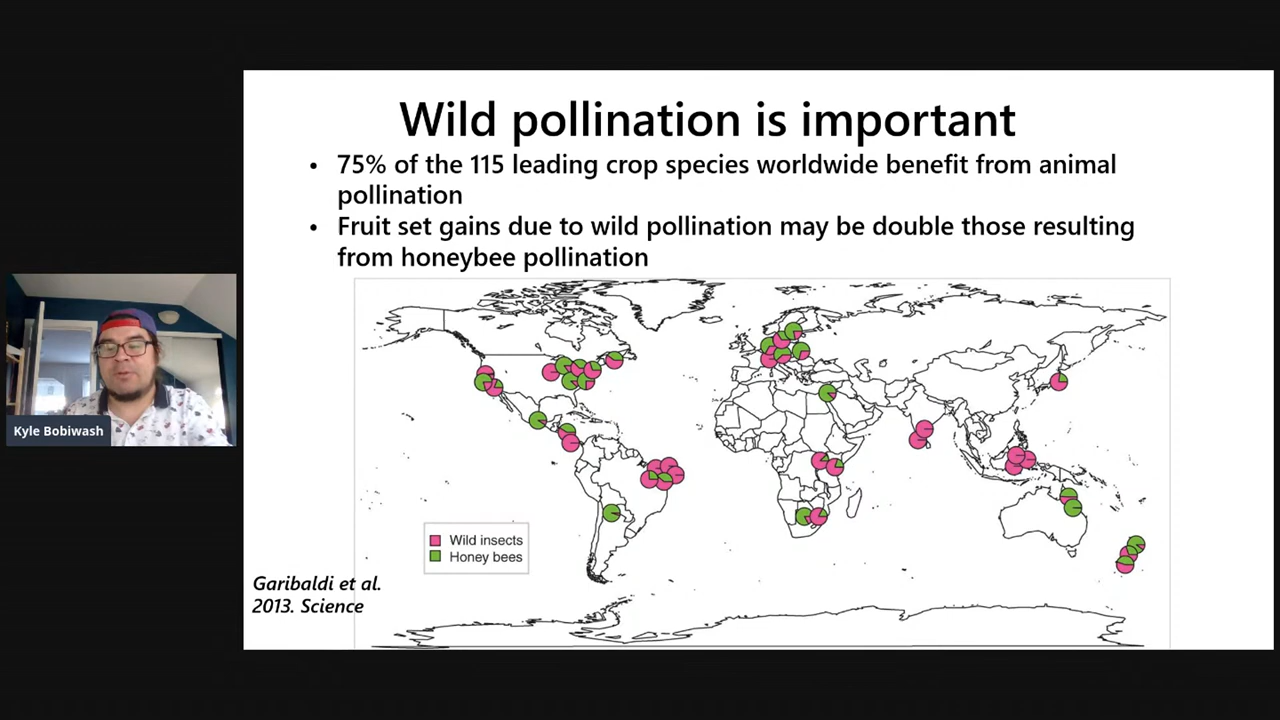 Wild pollination is important
• 75% of the 115 leading crop species worldwide benefit from animal
pollination
• Fruit set gains due to wild pollination may be double those resulting
from honeybee pollination
Kyle Bobiwash
Wild insects
Honey bees
Garibaldi et al.
2013. Science